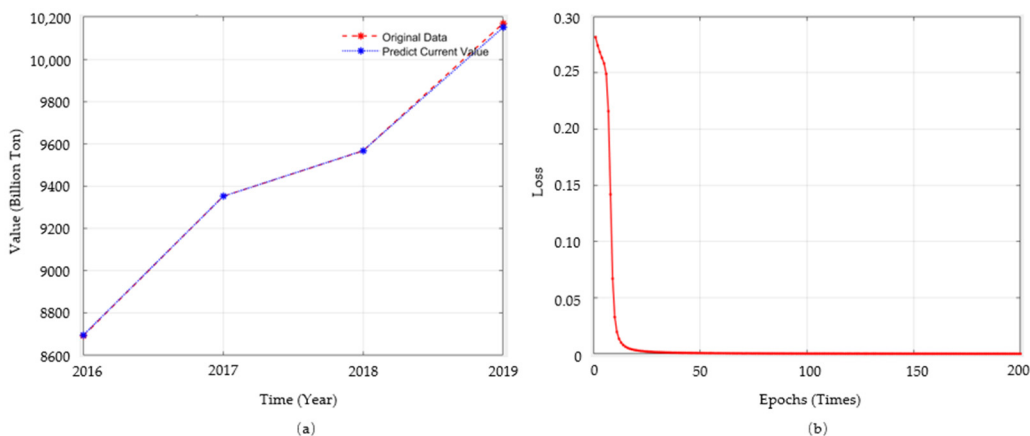 10,200
10,000
9800
9600
9400
9200
9000
8800
8600
Value (Billion Ton)
Original Data
Predict Current Value
2016 2017 2018 2019
Time (Year)
(a)
0.30
0.25
0.20
0.15
0.10
0.05
0
Loss
0 50 100 150 200
Epochs (Times)
(b)